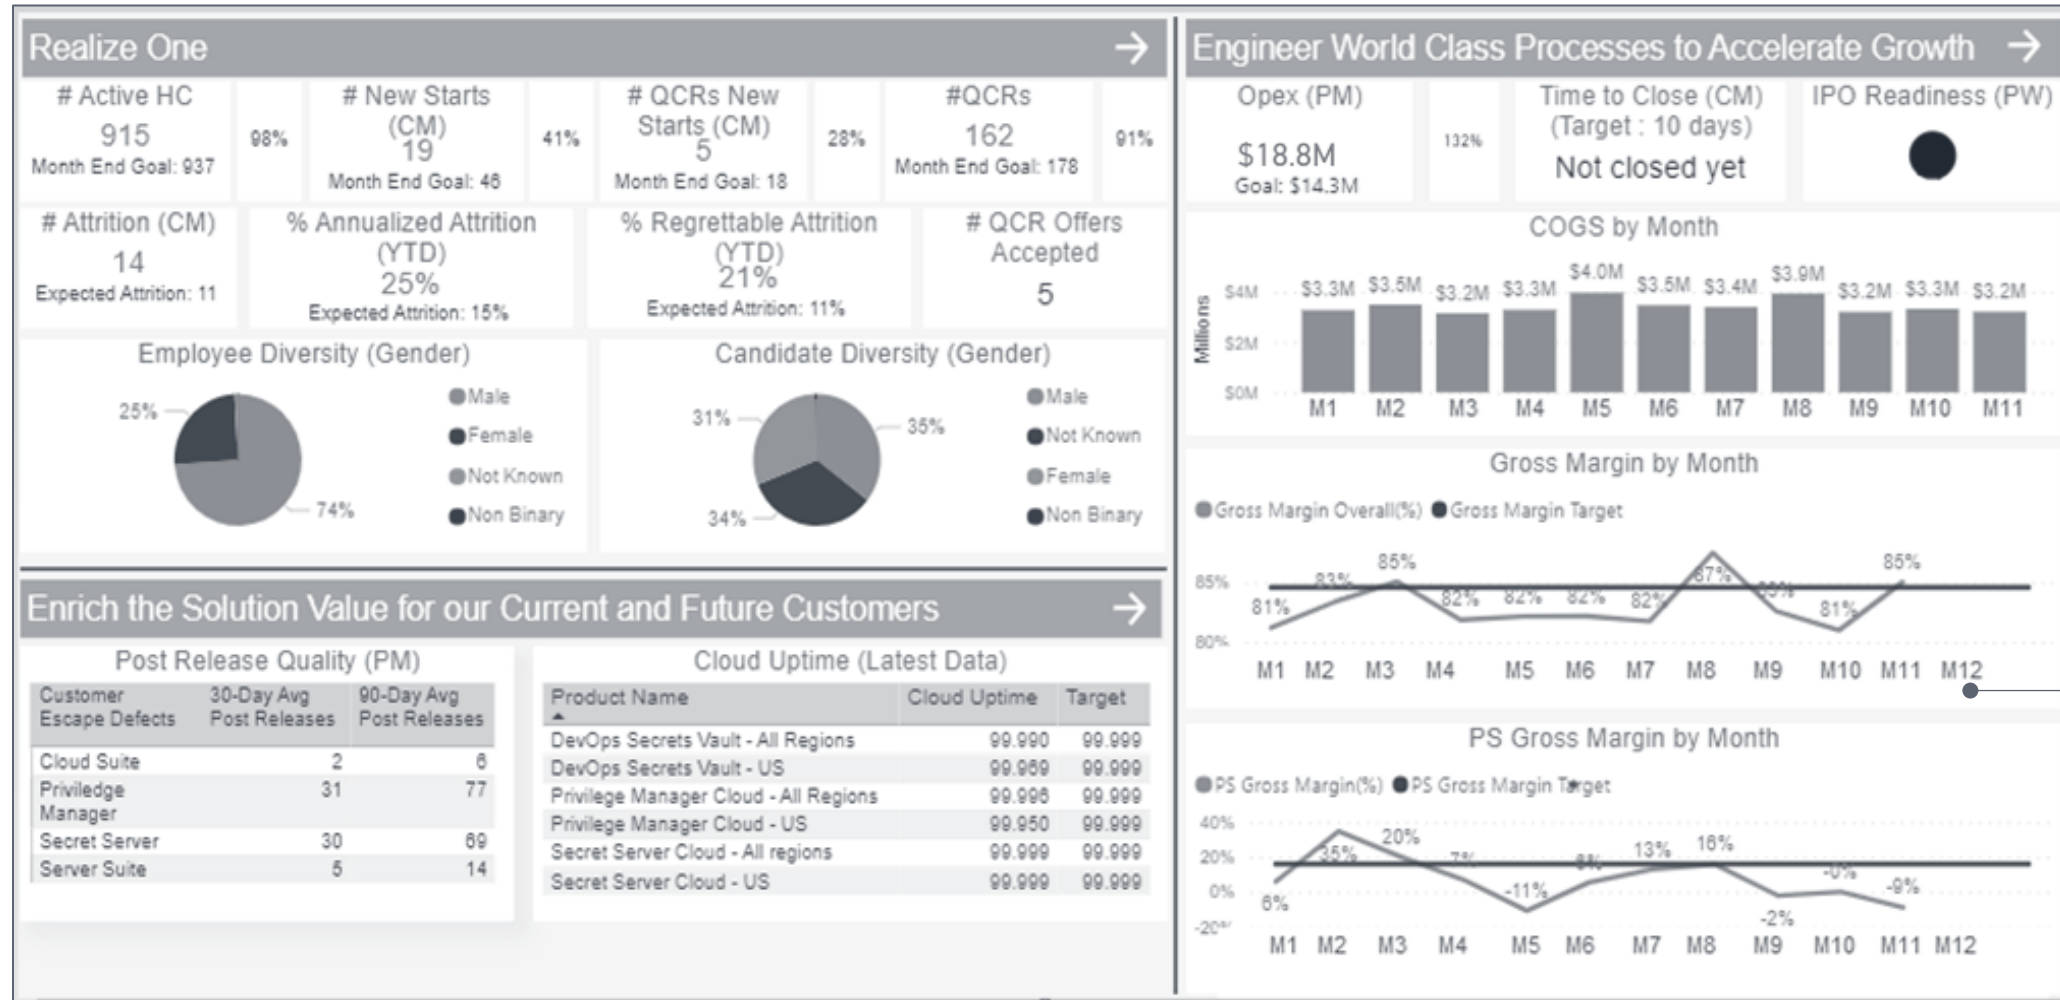 Realize One
# Active HC
915
Month End Goal: 937
98%
# New Starts
(CM)
19
Month End Goal: 46
41%
# QCRs New
Starts (CM)
5
Month End Goal: 18
28%
#QCRs
162
Month End Goal: 178
91%
# Attrition (CM)
14
Expected Attrition: 11
% Annualized Attrition
(YTD)
25%
Expected Attrition: 15%
% Regrettable Attrition
(YTD)
21%
Expected Attrition: 11%
# QCR Offers
Accepted
5
Employee Diversity (Gender)
25%
74%
Male
Female
Not Known
Non Binary
Candidate Diversity (Gender)
31%
35%
34%
Male
Not Known
Female
Non Binary
Enrich the Solution Value for our Current and Future Customers
Post Release Quality (PM)
Customer Escape Defects 30-Day Avg Post Releases 90-Day Avg Post Releases
Cloud Suite 2 6
Priviledge Manager 31 77
Secret Server 30 69
Server Suite 5 14
Cloud Uptime (Latest Data)
Product Name Cloud Uptime Target
DevOps Secrets Vault - All Regions 99.990 99.999
DevOps Secrets Vault - US 99.969 99.999
Privilege Manager Cloud - All Regions 99.996 99.999
Privilege Manager Cloud - US 99.950 99.999
Secret Server Cloud - All regions 99.999 99.999
Secret Server Cloud - US 99.999 99.999
Engineer World Class Processes to Accelerate Growth
Opex (PM)
$18.8M
Goal: $14.3M
132%
Time to Close (CM)
(Target : 10 days)
Not closed yet
IPO Readiness (PW)
COGS by Month
Millions
$4M
$2M
$0M
$3.3M $3.5M $3.2M $3.3M $4.0M $3.5M $3.4M $3.9M $3.2M $3.3M $3.2M
M1 M2 M3 M4 M5 M6 M7 M8 M9 M10 M11
Gross Margin by Month
Gross Margin Overall(%) Gross Margin Target
85%
80%
81% 83% 85% 82% 82% 82% 82% 87% 81% 85%
M1 M2 M3 M4 M5 M6 M7 M8 M9 M10 M11 M12
PS Gross Margin by Month
PS Gross Margin(%) PS Gross Margin Target
40%
20%
0%
6% 35% 20% 7% -11% 13% 16% -2% -0% -9%
M1 M2 M3 M4 M5 M6 M7 M8 M9 M10 M11 M12